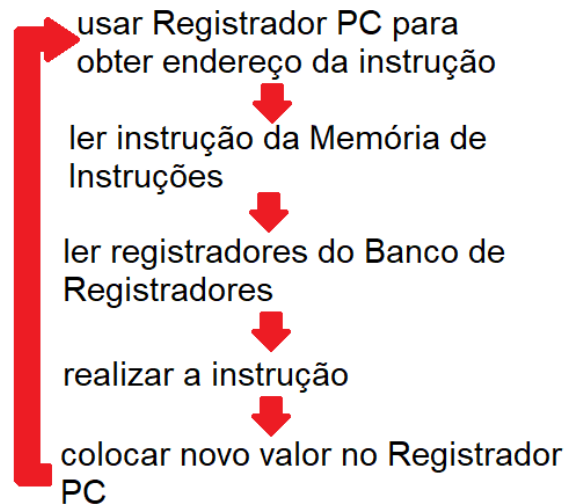 usar Registrador PC para
obter endereço da instrução
ler instrução da Memória de
Instruções
ler registradores do Banco de
Registradores
realizar a instrução
colocar novo valor no Registrador
PC